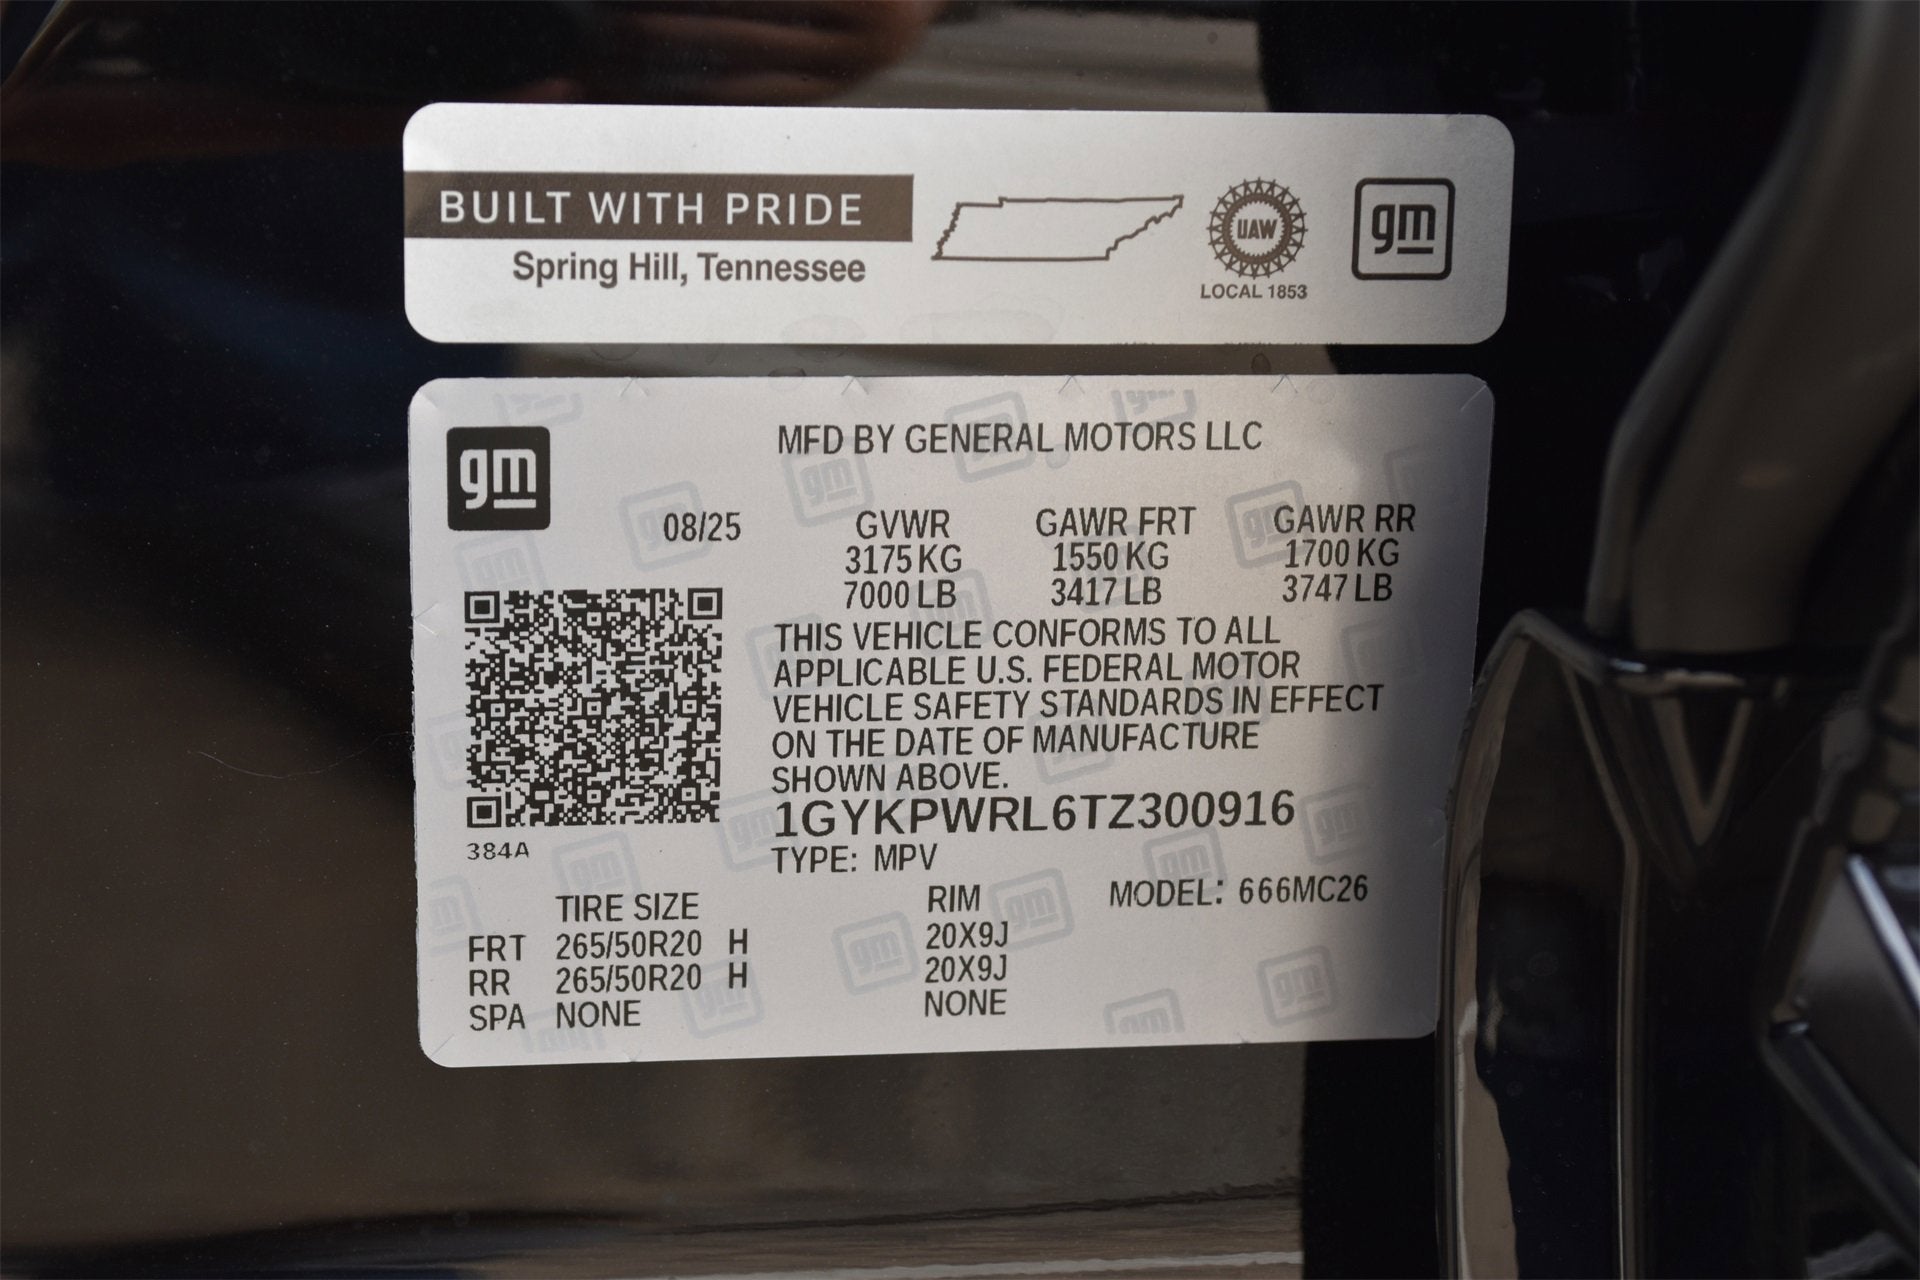 BUILT WITH PRIDE
Spring Hill, Tennessee
UAW
LOCAL 1853
gm
gm
MFD BY GENERAL MOTORS LLC
08/25 GVWR GAWR FRT GAWR RR
3175 KG 1550 KG 1700 KG
7000 LB 3417 LB 3747 LB
THIS VEHICLE CONFORMS TO ALL
APPLICABLE U.S. FEDERAL MOTOR
VEHICLE SAFETY STANDARDS IN EFFECT
ON THE DATE OF MANUFACTURE
SHOWN ABOVE.
1GYKPWRL6TZ300916
384A
TYPE: MPV
TIRE SIZE RIM MODEL: 666MC26
FRT 265/50R20 H 20X9J
RR 265/50R20 H 20X9J
SPA NONE NONE